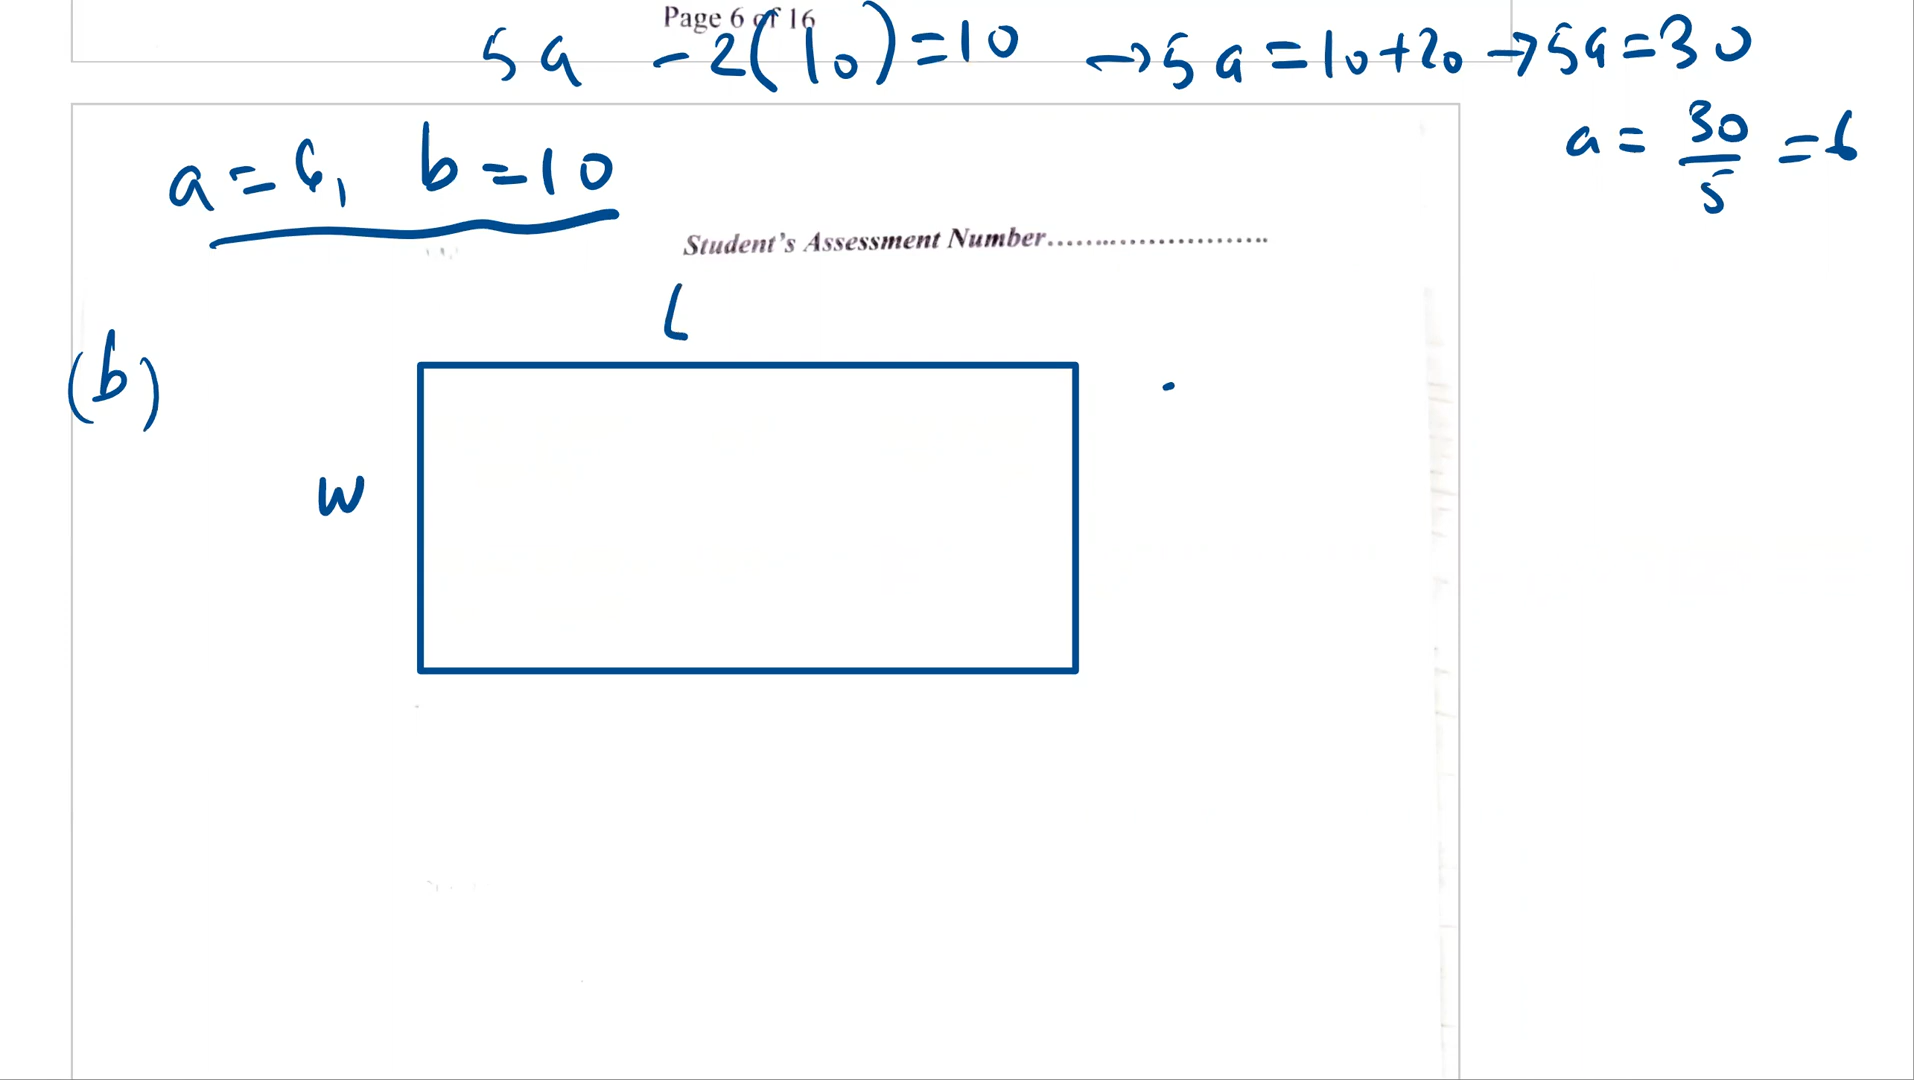 Page 6 of 16
5a - 2(10) = 10 → 5a = 10 + 20 → 5a = 30
a = 30/5 = 6
a = 6, b = 10
Student's Assessment Number.........................
L
(b)
W